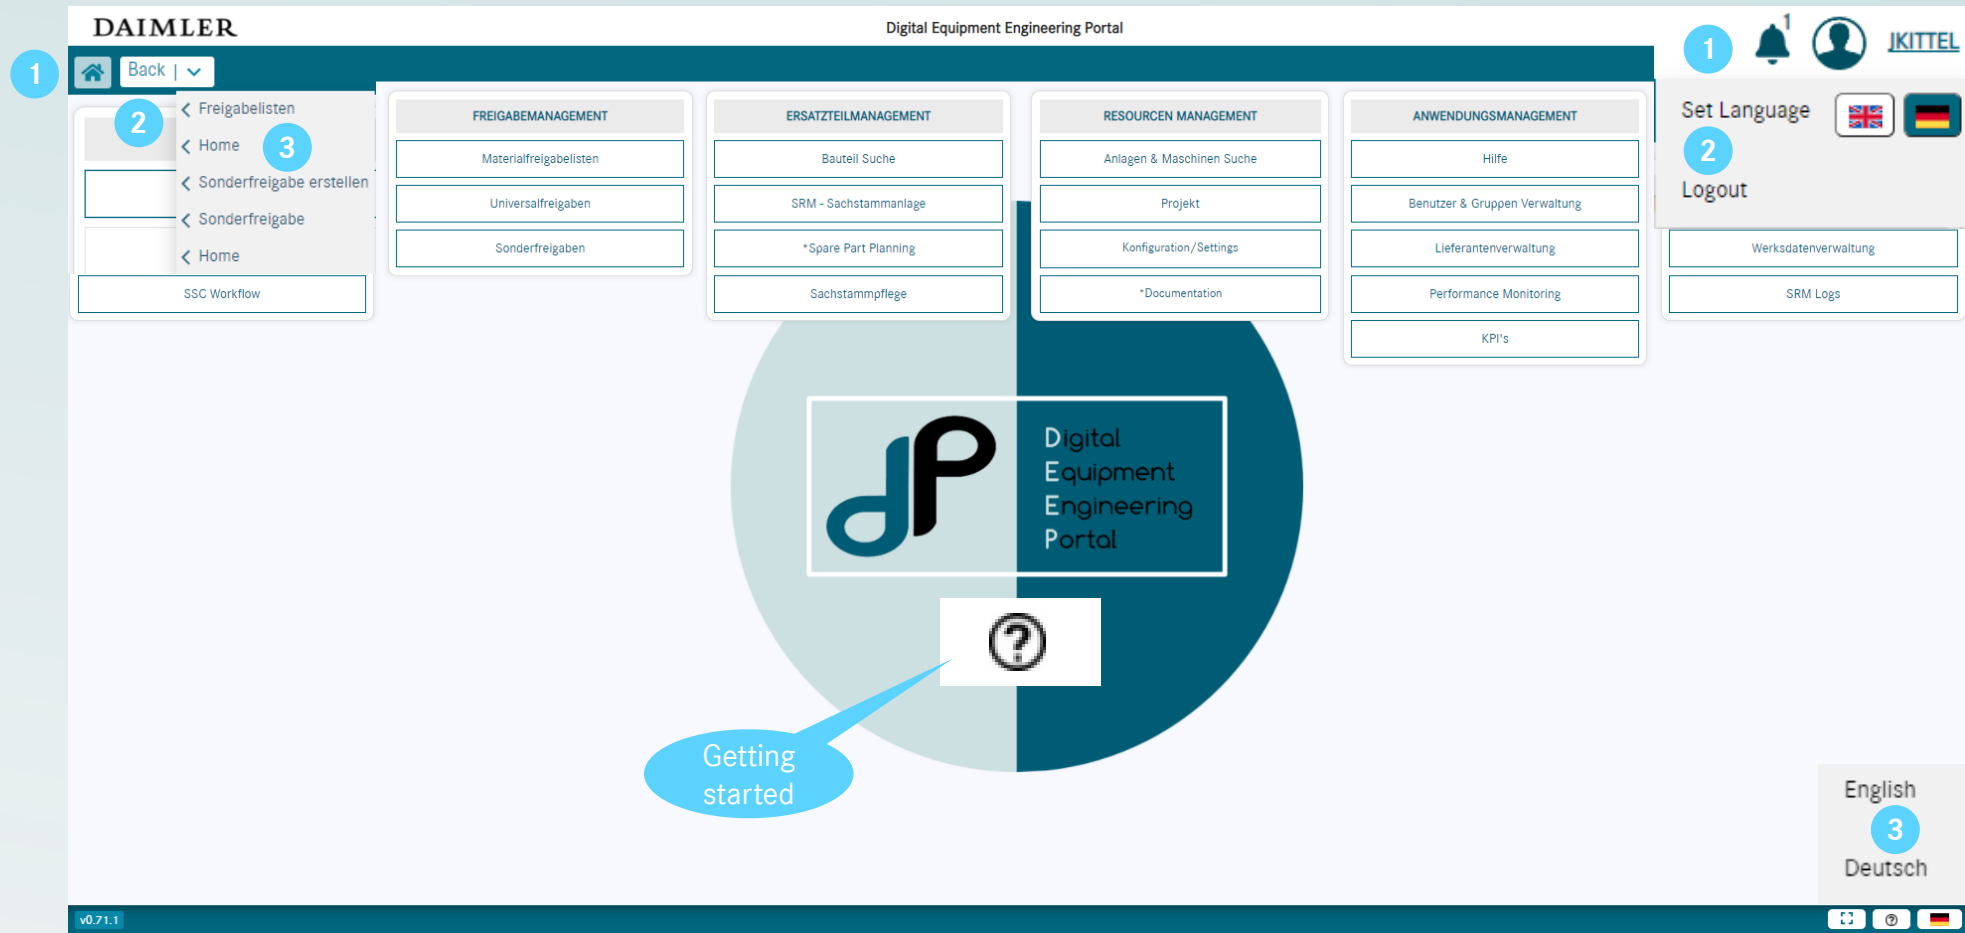 DAIMLER
Digital Equipment Engineering Portal
1
1
JKITTEL
1
Back | 
Set Language
2
Logout
2
Freigabelisten
Home
3
Sonderfreigabe erstellen
Sonderfreigabe
Home
SSC Workflow
FREIGABEMANAGEMENT
Materialfreigabelisten
Universalfreigaben
Sonderfreigaben
ERSATZTEILMANAGEMENT
Bauteil Suche
SRM - Sachstammanlage
*Spare Part Planning
Sachstammpflege
RESOURCEN MANAGEMENT
Anlagen & Maschinen Suche
Projekt
Konfiguration/Settings
*Documentation
ANWENDUNGSMANAGEMENT
Hilfe
Benutzer & Gruppen Verwaltung
Lieferantenverwaltung
Performance Monitoring
KPI's
Werksdatenverwaltung
SRM Logs
dP
Digital
Equipment
Engineering
Portal
?
Getting
started
English
3
Deutsch
v0.71.1
?